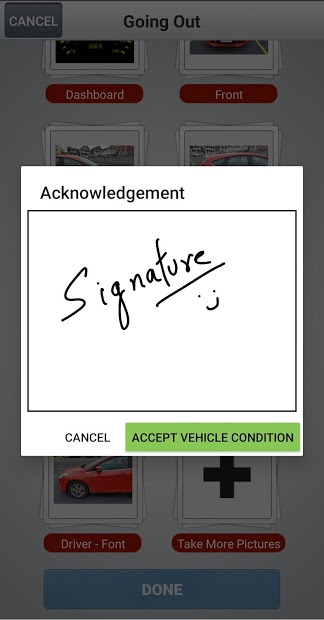 CANCEL Going Out
Dashboard Front
Acknowledgement
Signature
CANCEL ACCEPT VEHICLE CONDITION
Driver - Font Take More Pictures
DONE